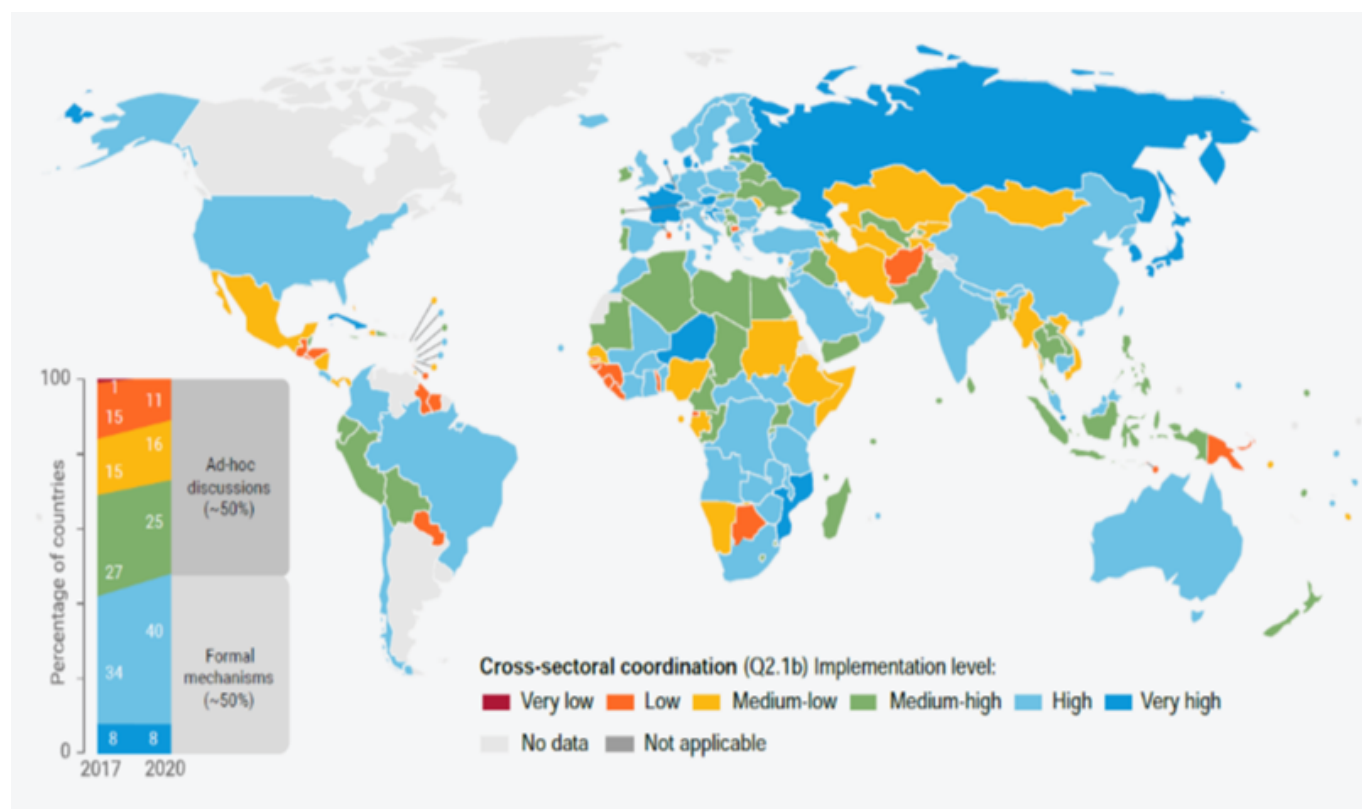 100
1
11
15
16
15
25
27
40
34
8
8
0
2017
2020
Percentage of countries
Ad-hoc
discussions
(~50%)
Formal
mechanisms
(~50%)
Cross-sectoral coordination (Q2.1b) Implementation level:
Very low
Low
Medium-low
Medium-high
High
Very high
No data
Not applicable